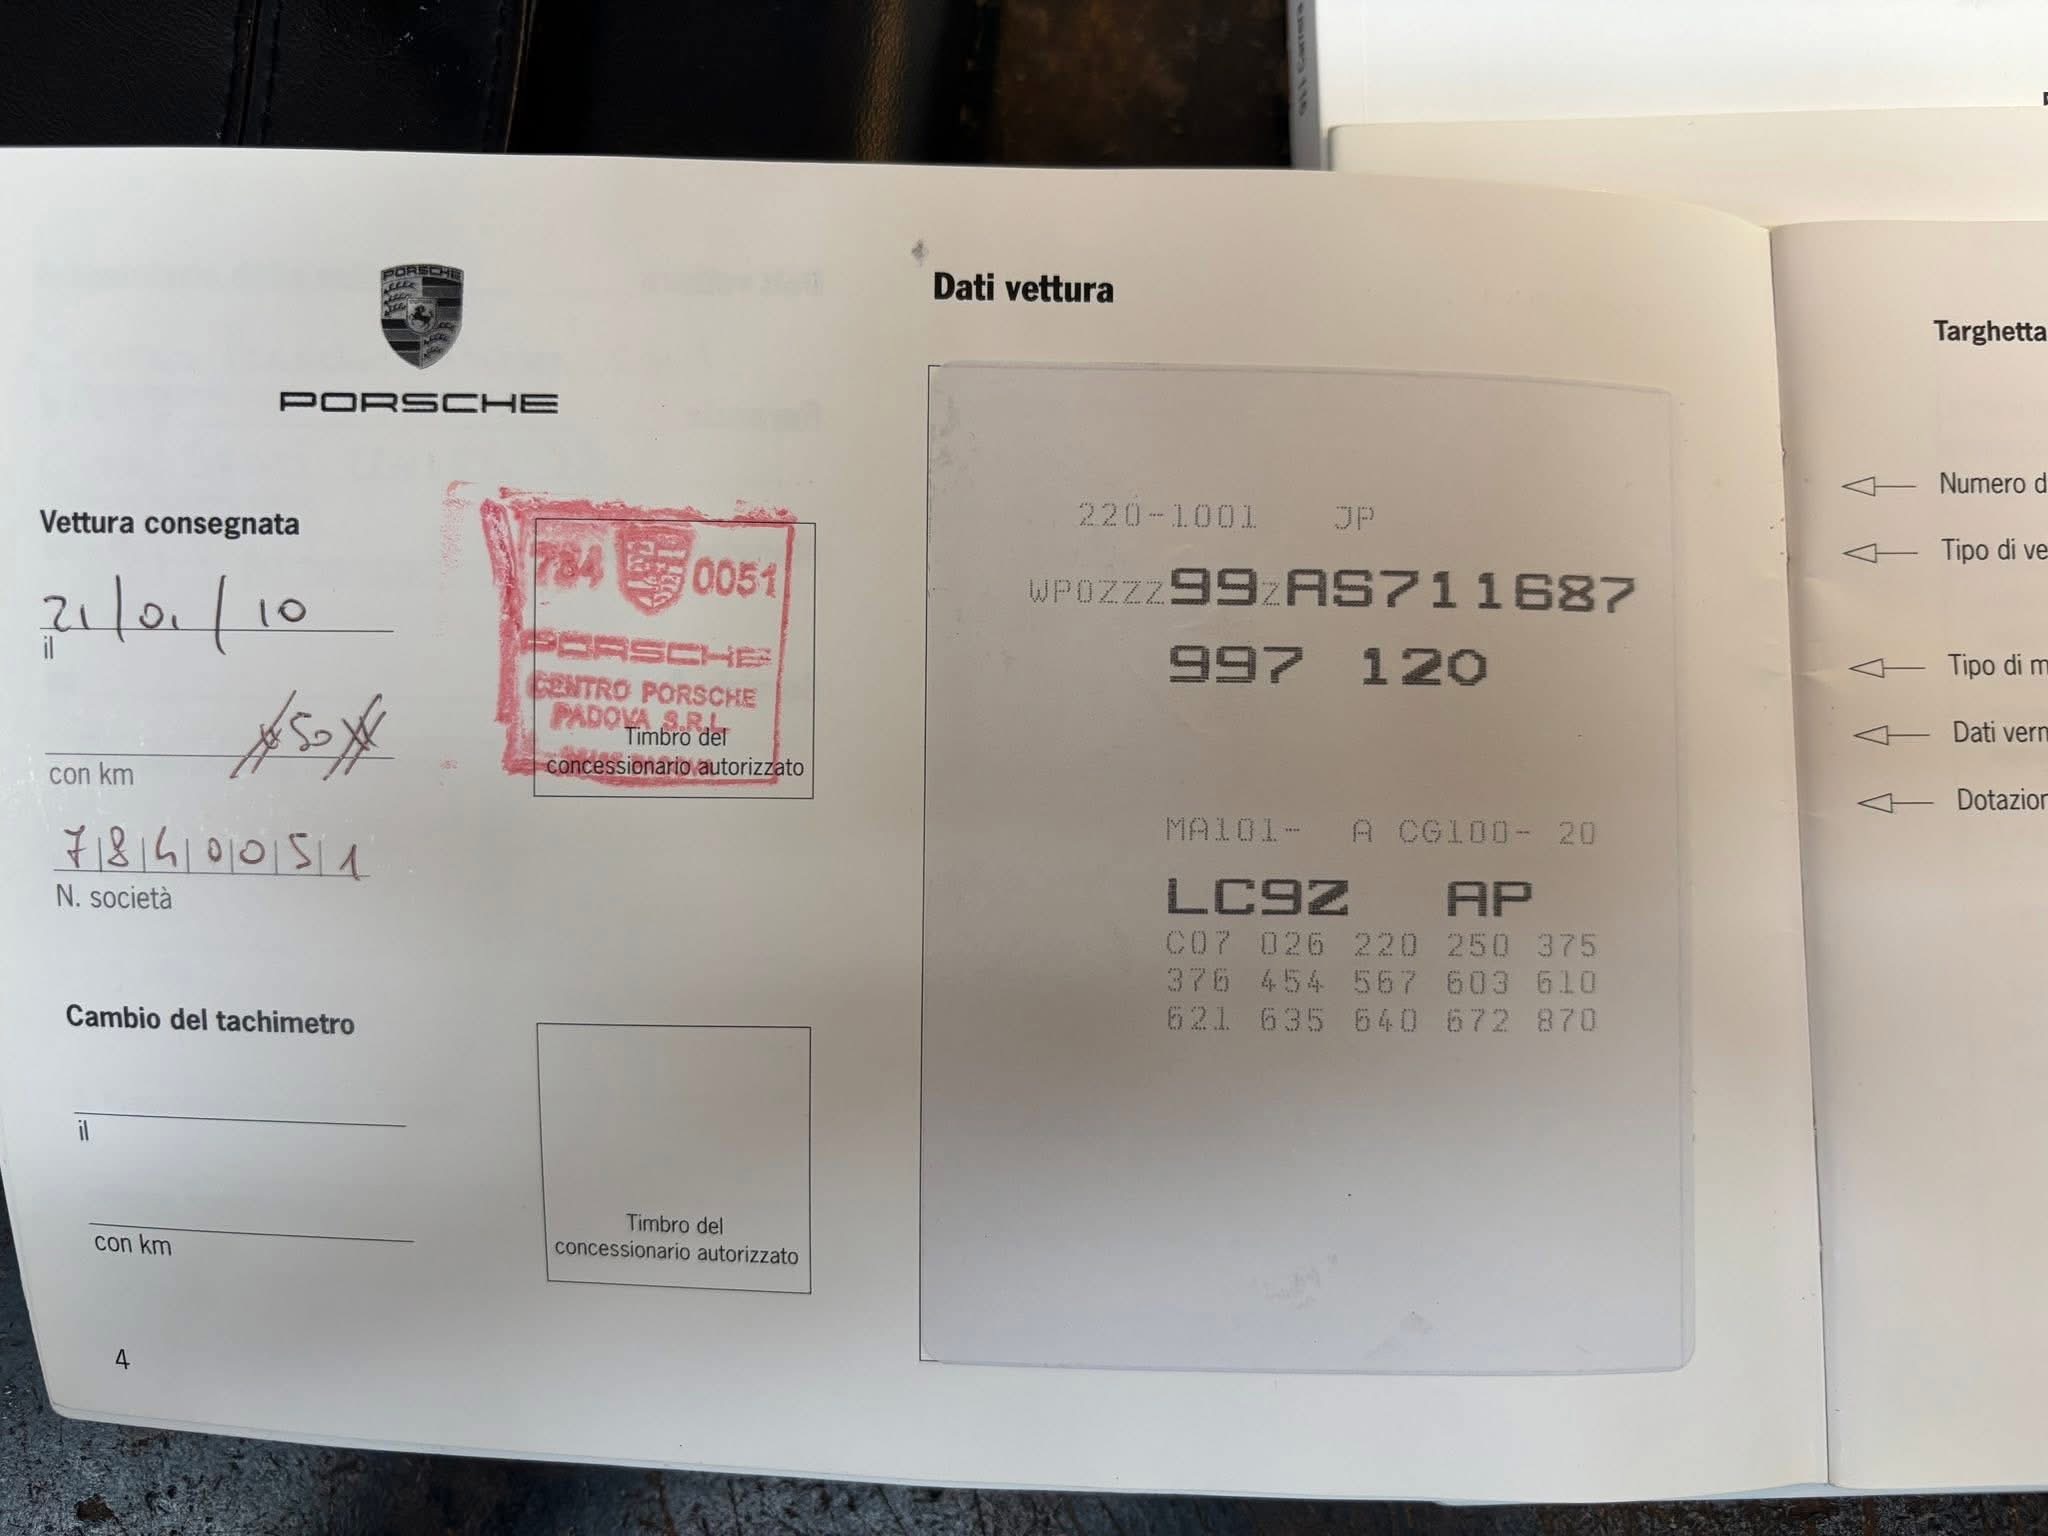 911 Carrera
PORSCHE
PORSCHE
Vettura consegnata
21/01/10
il
50
con km
7840051
N. società
784 0051
PORSCHE
CENTRO PORSCHE
PADOVA S.R.L.
Timbro del
concessionario autorizzato
Cambio del tachimetro
il
con km
Timbro del
concessionario autorizzato
4
Dati vettura
220-1001 JP
WP0ZZZ99ZAS711687
997 120
MA101- A CG100- 20
LC9Z AP
C07 026 220 250 375
376 454 567 603 610
621 635 640 672 870
Targhetta
Numero d
Tipo di ve
Tipo di m
Dati vern
Dotazion